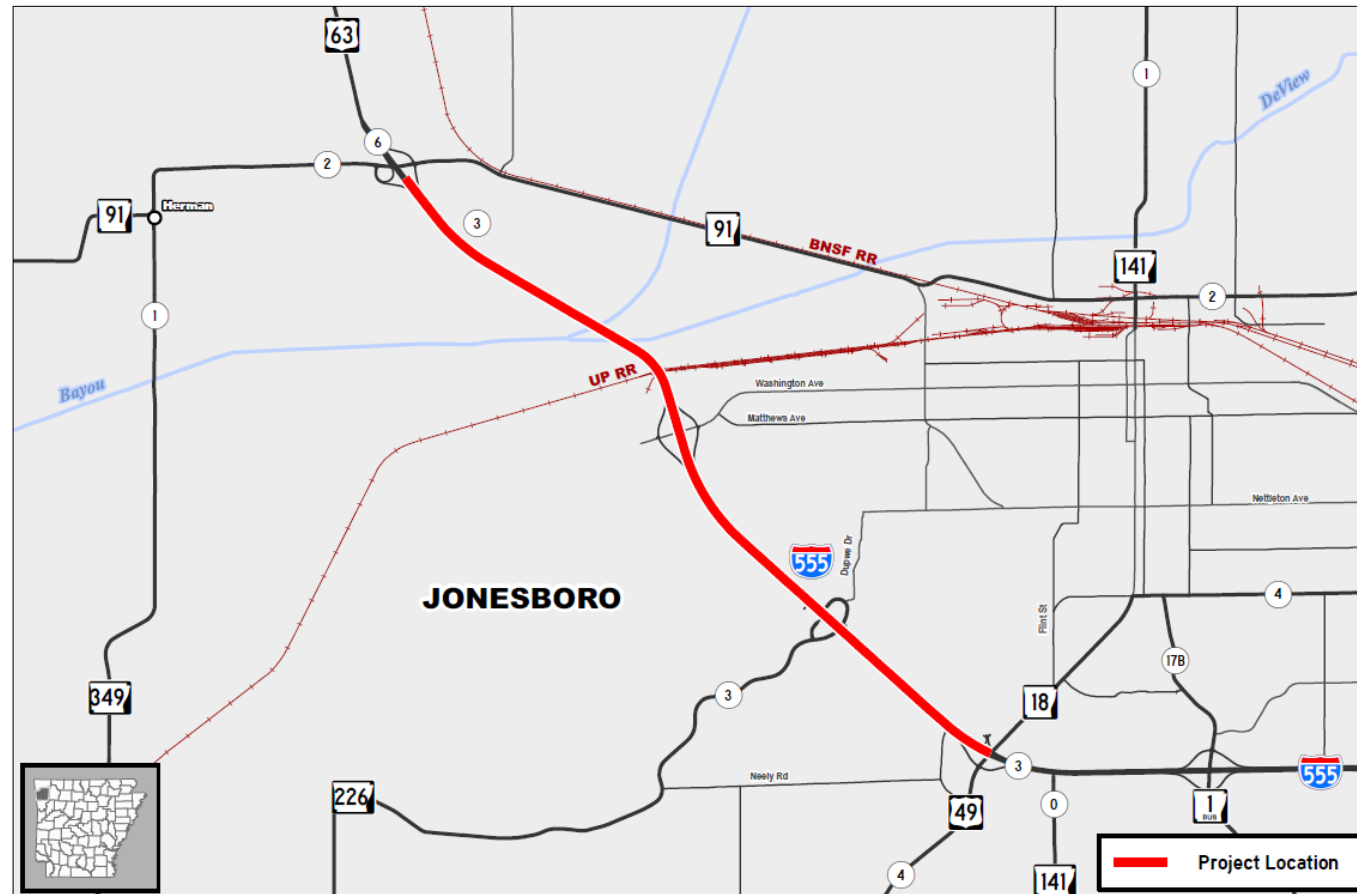 63
1
DeView
6
2
91
Herman
3
91
BNSF RR
141
2
1
UP RR
Bayou
Washington Ave
Matthews Ave
Nettleton Ave
555
Dupwe Dr
JONESBORO
4
Flint St
17B
349
3
18
3
555
Neely Rd
226
0
49
1
BUS
Project Location
4
141